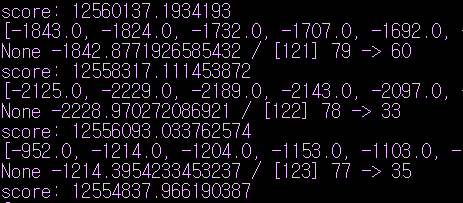 score: 12560137.1934193
[-1843.0, -1824.0, -1732.0, -1707.0, -1692.0, -
None -1842.8771926585432 / [121] 79 -> 60
score: 12558317.111453872
[-2125.0, -2229.0, -2189.0, -2143.0, -2097.0, -
None -2228.970272086921 / [122] 78 -> 33
score: 12556093.033762574
[-952.0, -1214.0, -1204.0, -1153.0, -1103.0, -
None -1214.3954233453237 / [123] 77 -> 35
score: 12554837.966190387